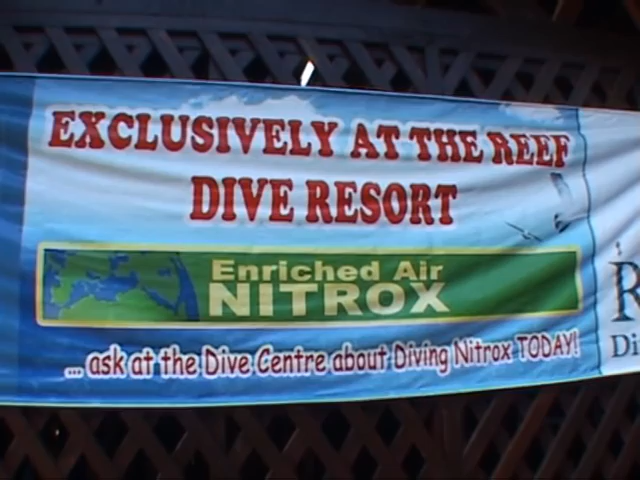 EXCLUSIVELY AT THE REEF
DIVE RESORT
Enriched Air
NITROX
... ask at the Dive Centre about Diving Nitrox TODAY!